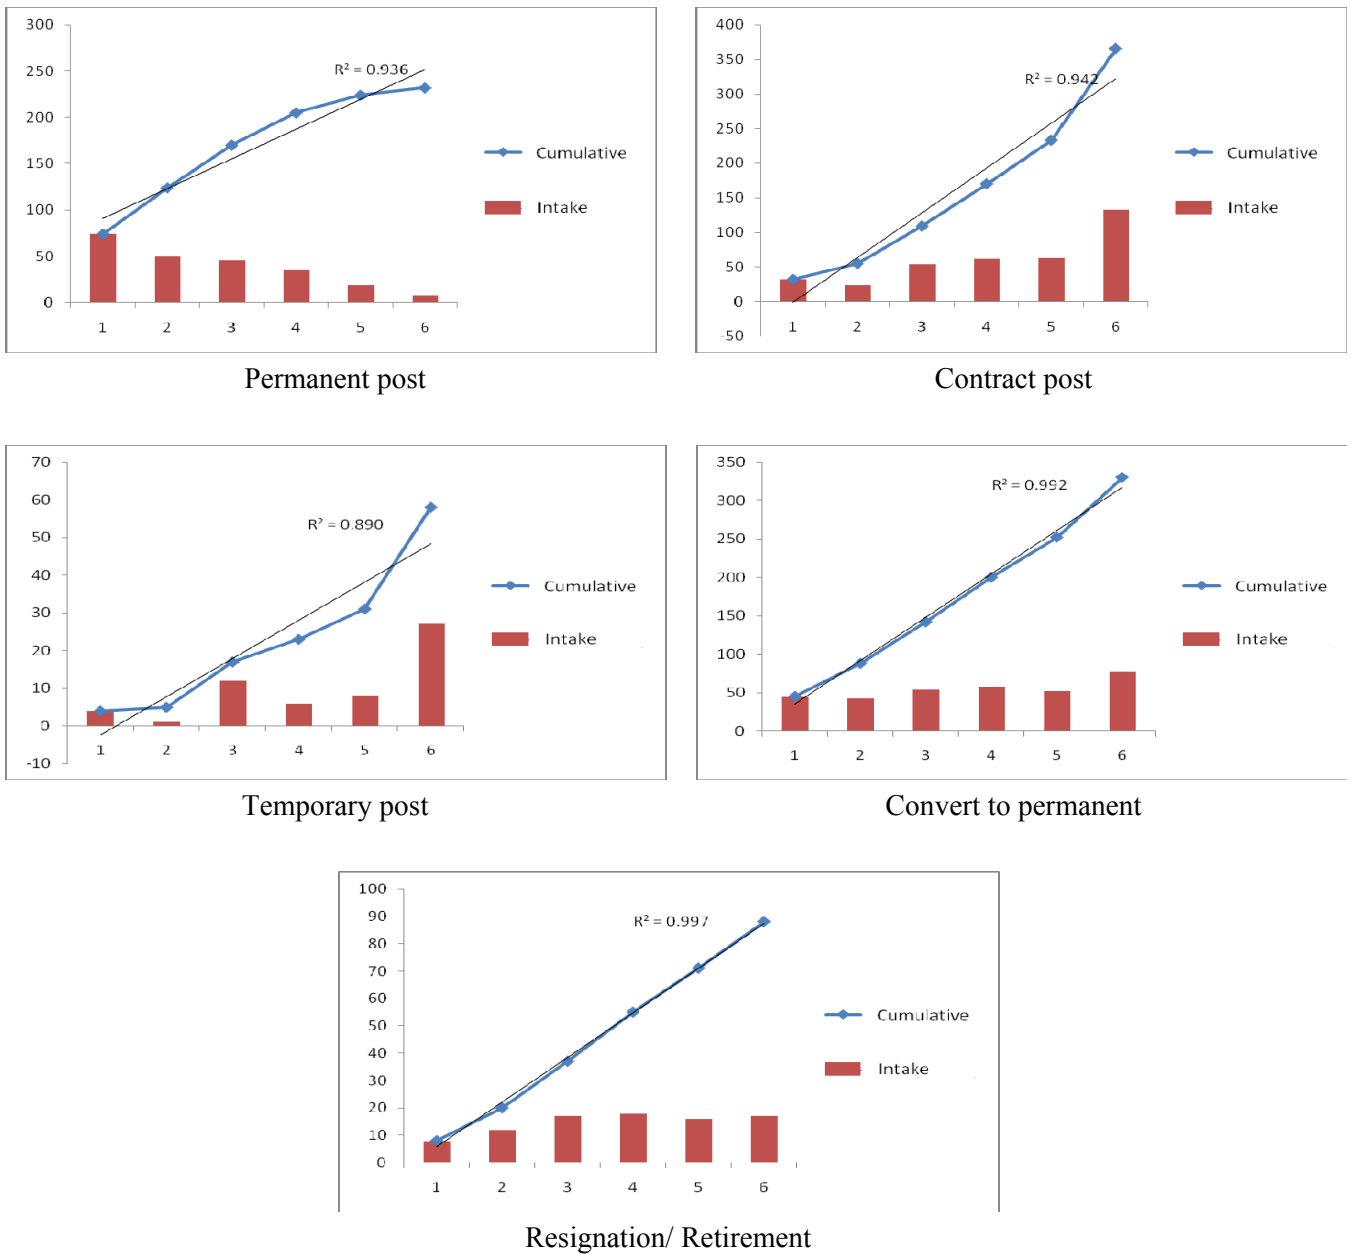 300
250
200
150
100
50
0
1 2 3 4 5 6
R² = 0.936
Cumulative
Intake
Permanent post
400
350
300
250
200
150
100
50
0
-50
1 2 3 4 5 6
R² = 0.942
Cumulative
Intake
Contract post
70
60
50
40
30
20
10
0
-10
1 2 3 4 5 6
R² = 0.890
Cumulative
Intake
Temporary post
350
300
250
200
150
100
50
0
1 2 3 4 5 6
R² = 0.992
Cumulative
Intake
Convert to permanent
100
90
80
70
60
50
40
30
20
10
0
1 2 3 4 5 6
R² = 0.997
Cumulative
Intake
Resignation/ Retirement